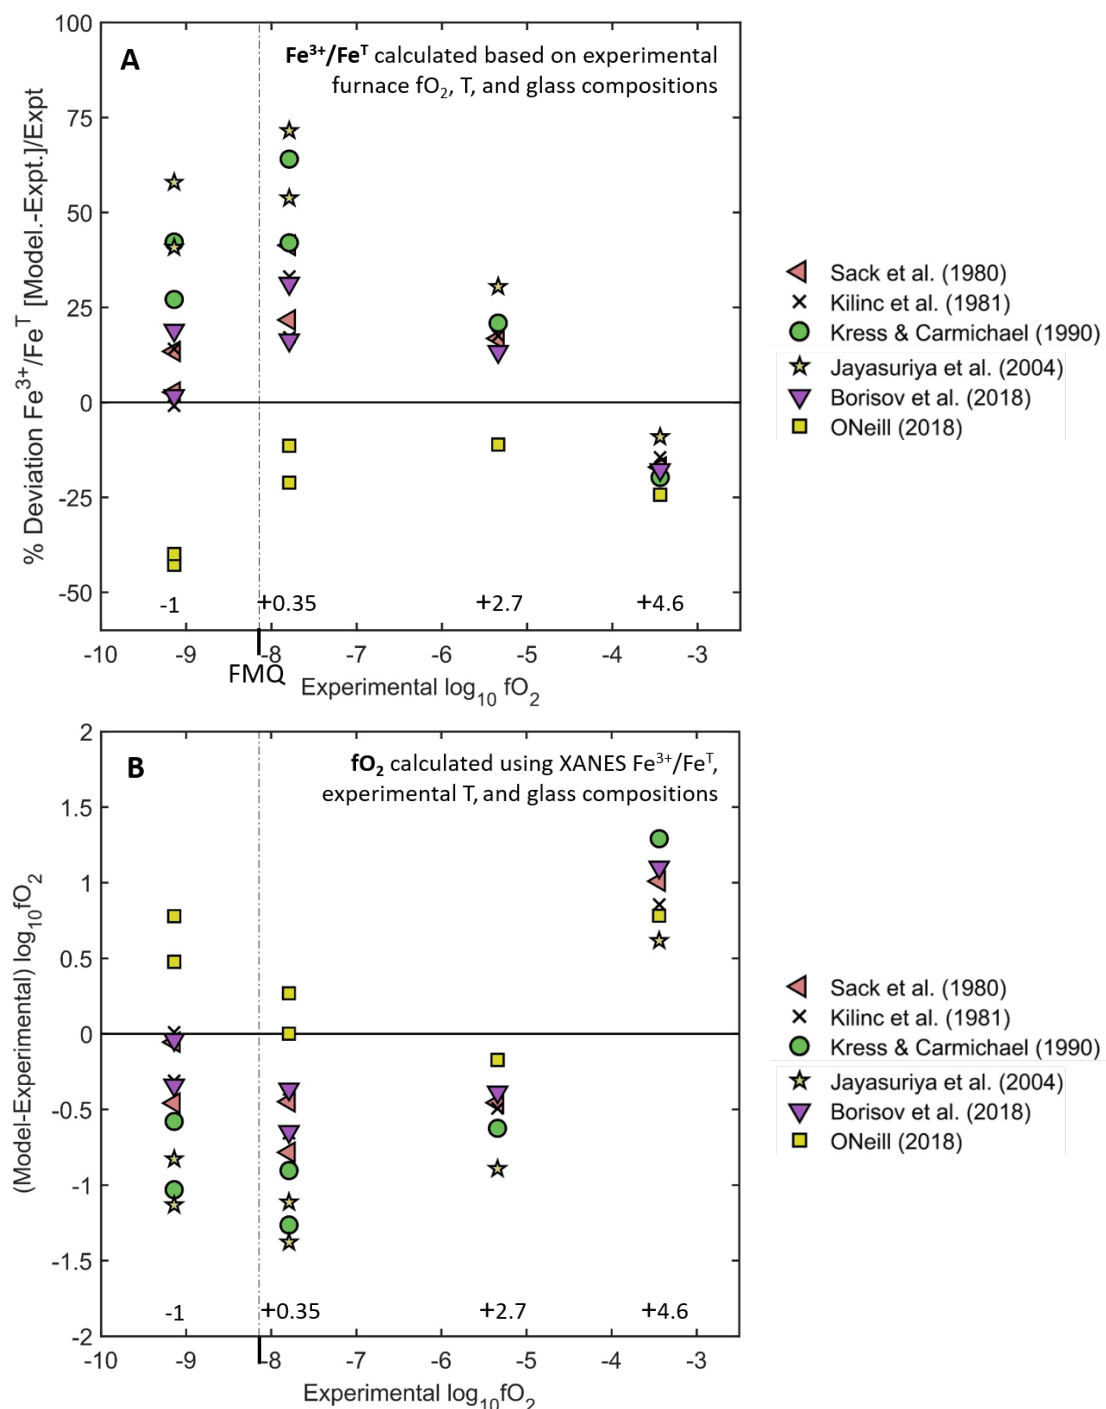 100
75
50
25
0
-25
-50
% Deviation Fe³⁺/Feᵀ [Model.-Expt.]/Expt
A
Fe³⁺/Feᵀ calculated based on experimental
furnace fO₂, T, and glass compositions
-1
+0.35
+2.7
+4.6
-10 -9 -8 -7 -6 -5 -4 -3
FMQ
Experimental log₁₀ fO₂
Sack et al. (1980)
Kilinc et al. (1981)
Kress & Carmichael (1990)
Jayasuriya et al. (2004)
Borisov et al. (2018)
ONeill (2018)
2
1.5
1
0.5
0
-0.5
-1
-1.5
-2
(Model-Experimental) log₁₀fO₂
B
fO₂ calculated using XANES Fe³⁺/Feᵀ,
experimental T, and glass compositions
-1
+0.35
+2.7
+4.6
-10 -9 -8 -7 -6 -5 -4 -3
Experimental log₁₀fO₂
Sack et al. (1980)
Kilinc et al. (1981)
Kress & Carmichael (1990)
Jayasuriya et al. (2004)
Borisov et al. (2018)
ONeill (2018)